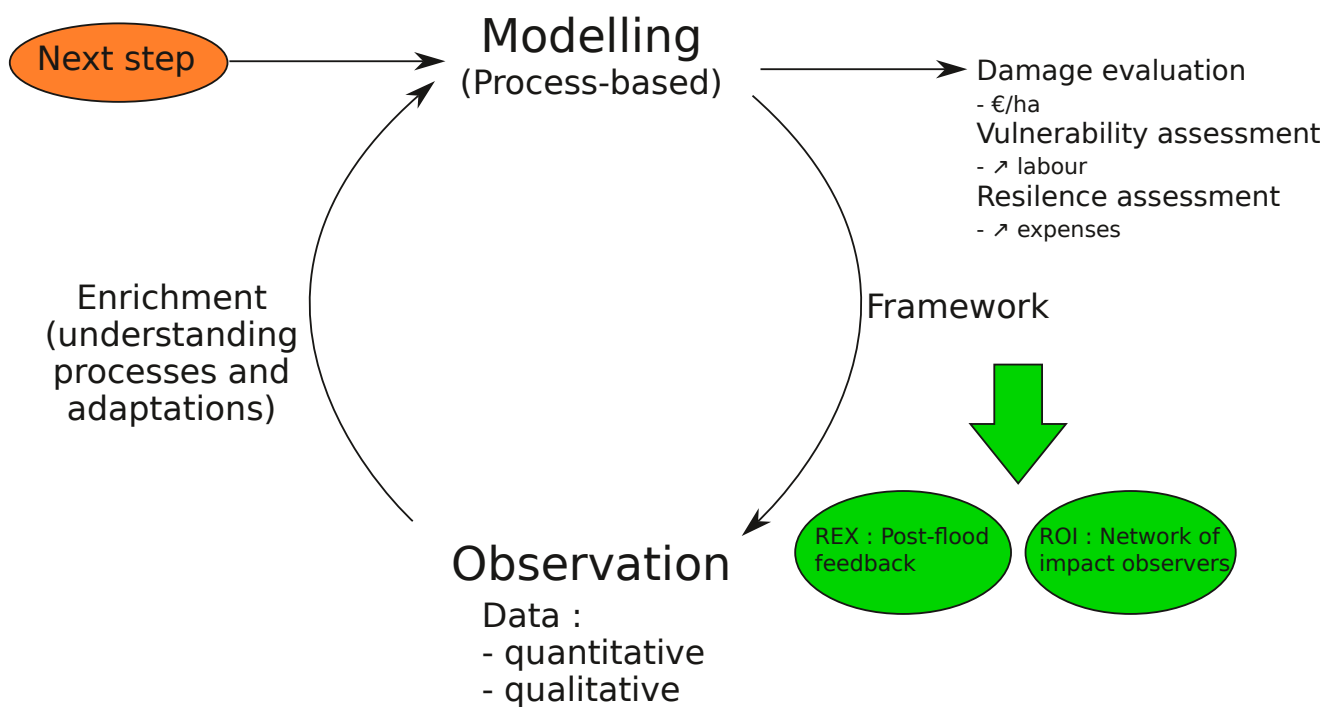 Next step
Modelling
(Process-based)
Damage evaluation
- €/ha
Vulnerability assessment
- ↗ labour
Resilence assessment
- ↗ expenses
Enrichment
(understanding
processes and
adaptations)
Framework
REX : Post-flood
feedback
ROI : Network of
impact observers
Observation
Data :
- quantitative
- qualitative